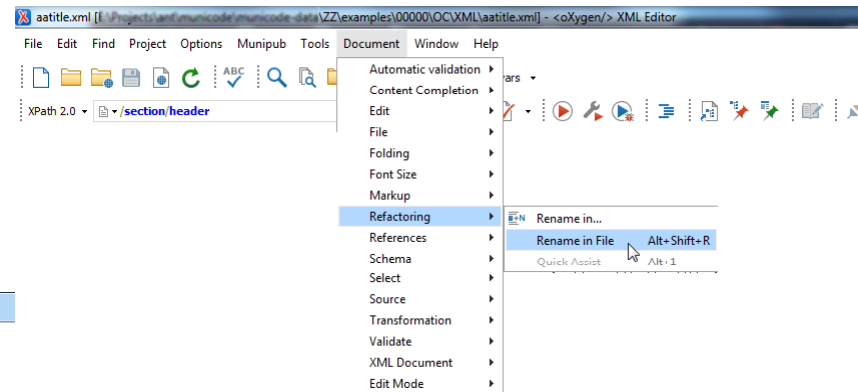 aatitle.xml [E:\Projects\ant\municode\municode-data\ZZ\examples\00000\OC\XML\aatitle.xml] - <oXygen/> XML Editor
File Edit Find Project Options Munipub Tools Document Window Help
ABC
XPath 2.0 /section/header
Automatic validation
Content Completion
Edit
File
Folding
Font Size
Markup
Refactoring
References
Schema
Select
Source
Transformation
Validate
XML Document
Edit Mode
Rename in...
Rename in File Alt+Shift+R
Quick Assist Alt+1